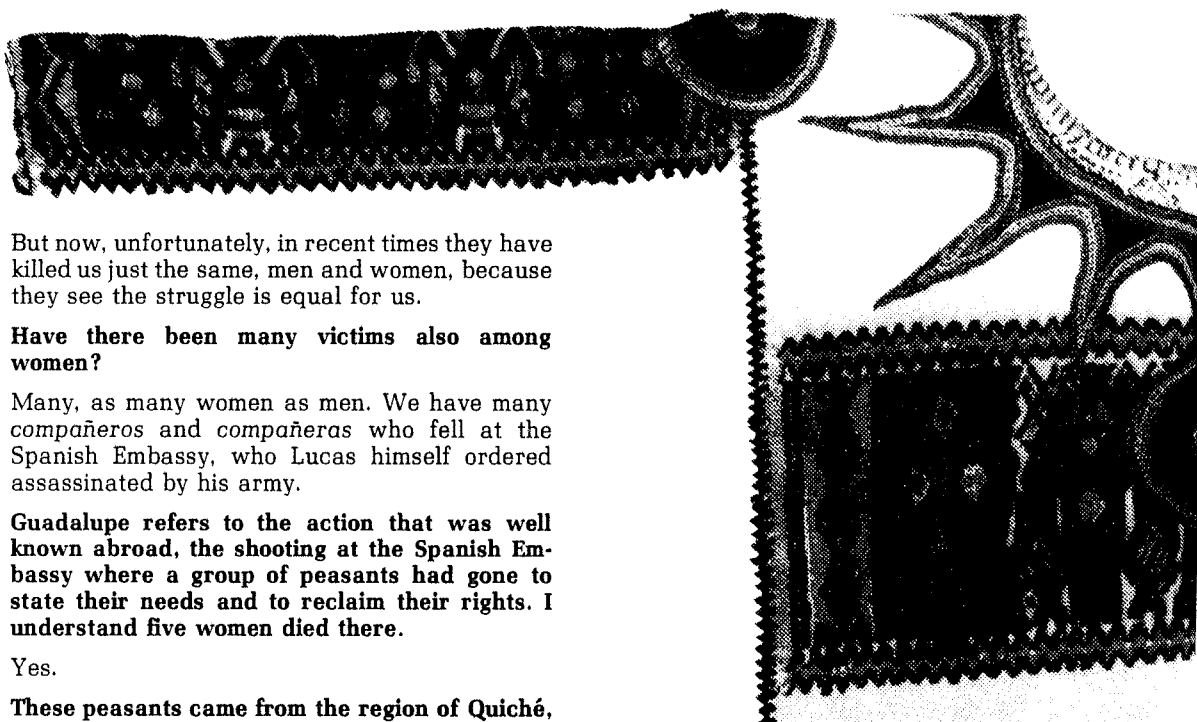 But now, unfortunately, in recent times they have
killed us just the same, men and women, because
they see the struggle is equal for us.
Have there been many victims also among
women?
Many, as many women as men. We have many
compañeros and compañeras who fell at the
Spanish Embassy, who Lucas himself ordered
assassinated by his army.
Guadalupe refers to the action that was well
known abroad, the shooting at the Spanish Em-
bassy where a group of peasants had gone to
state their needs and to reclaim their rights. I
understand five women died there.
Yes.
These peasants came from the region of Quiché,